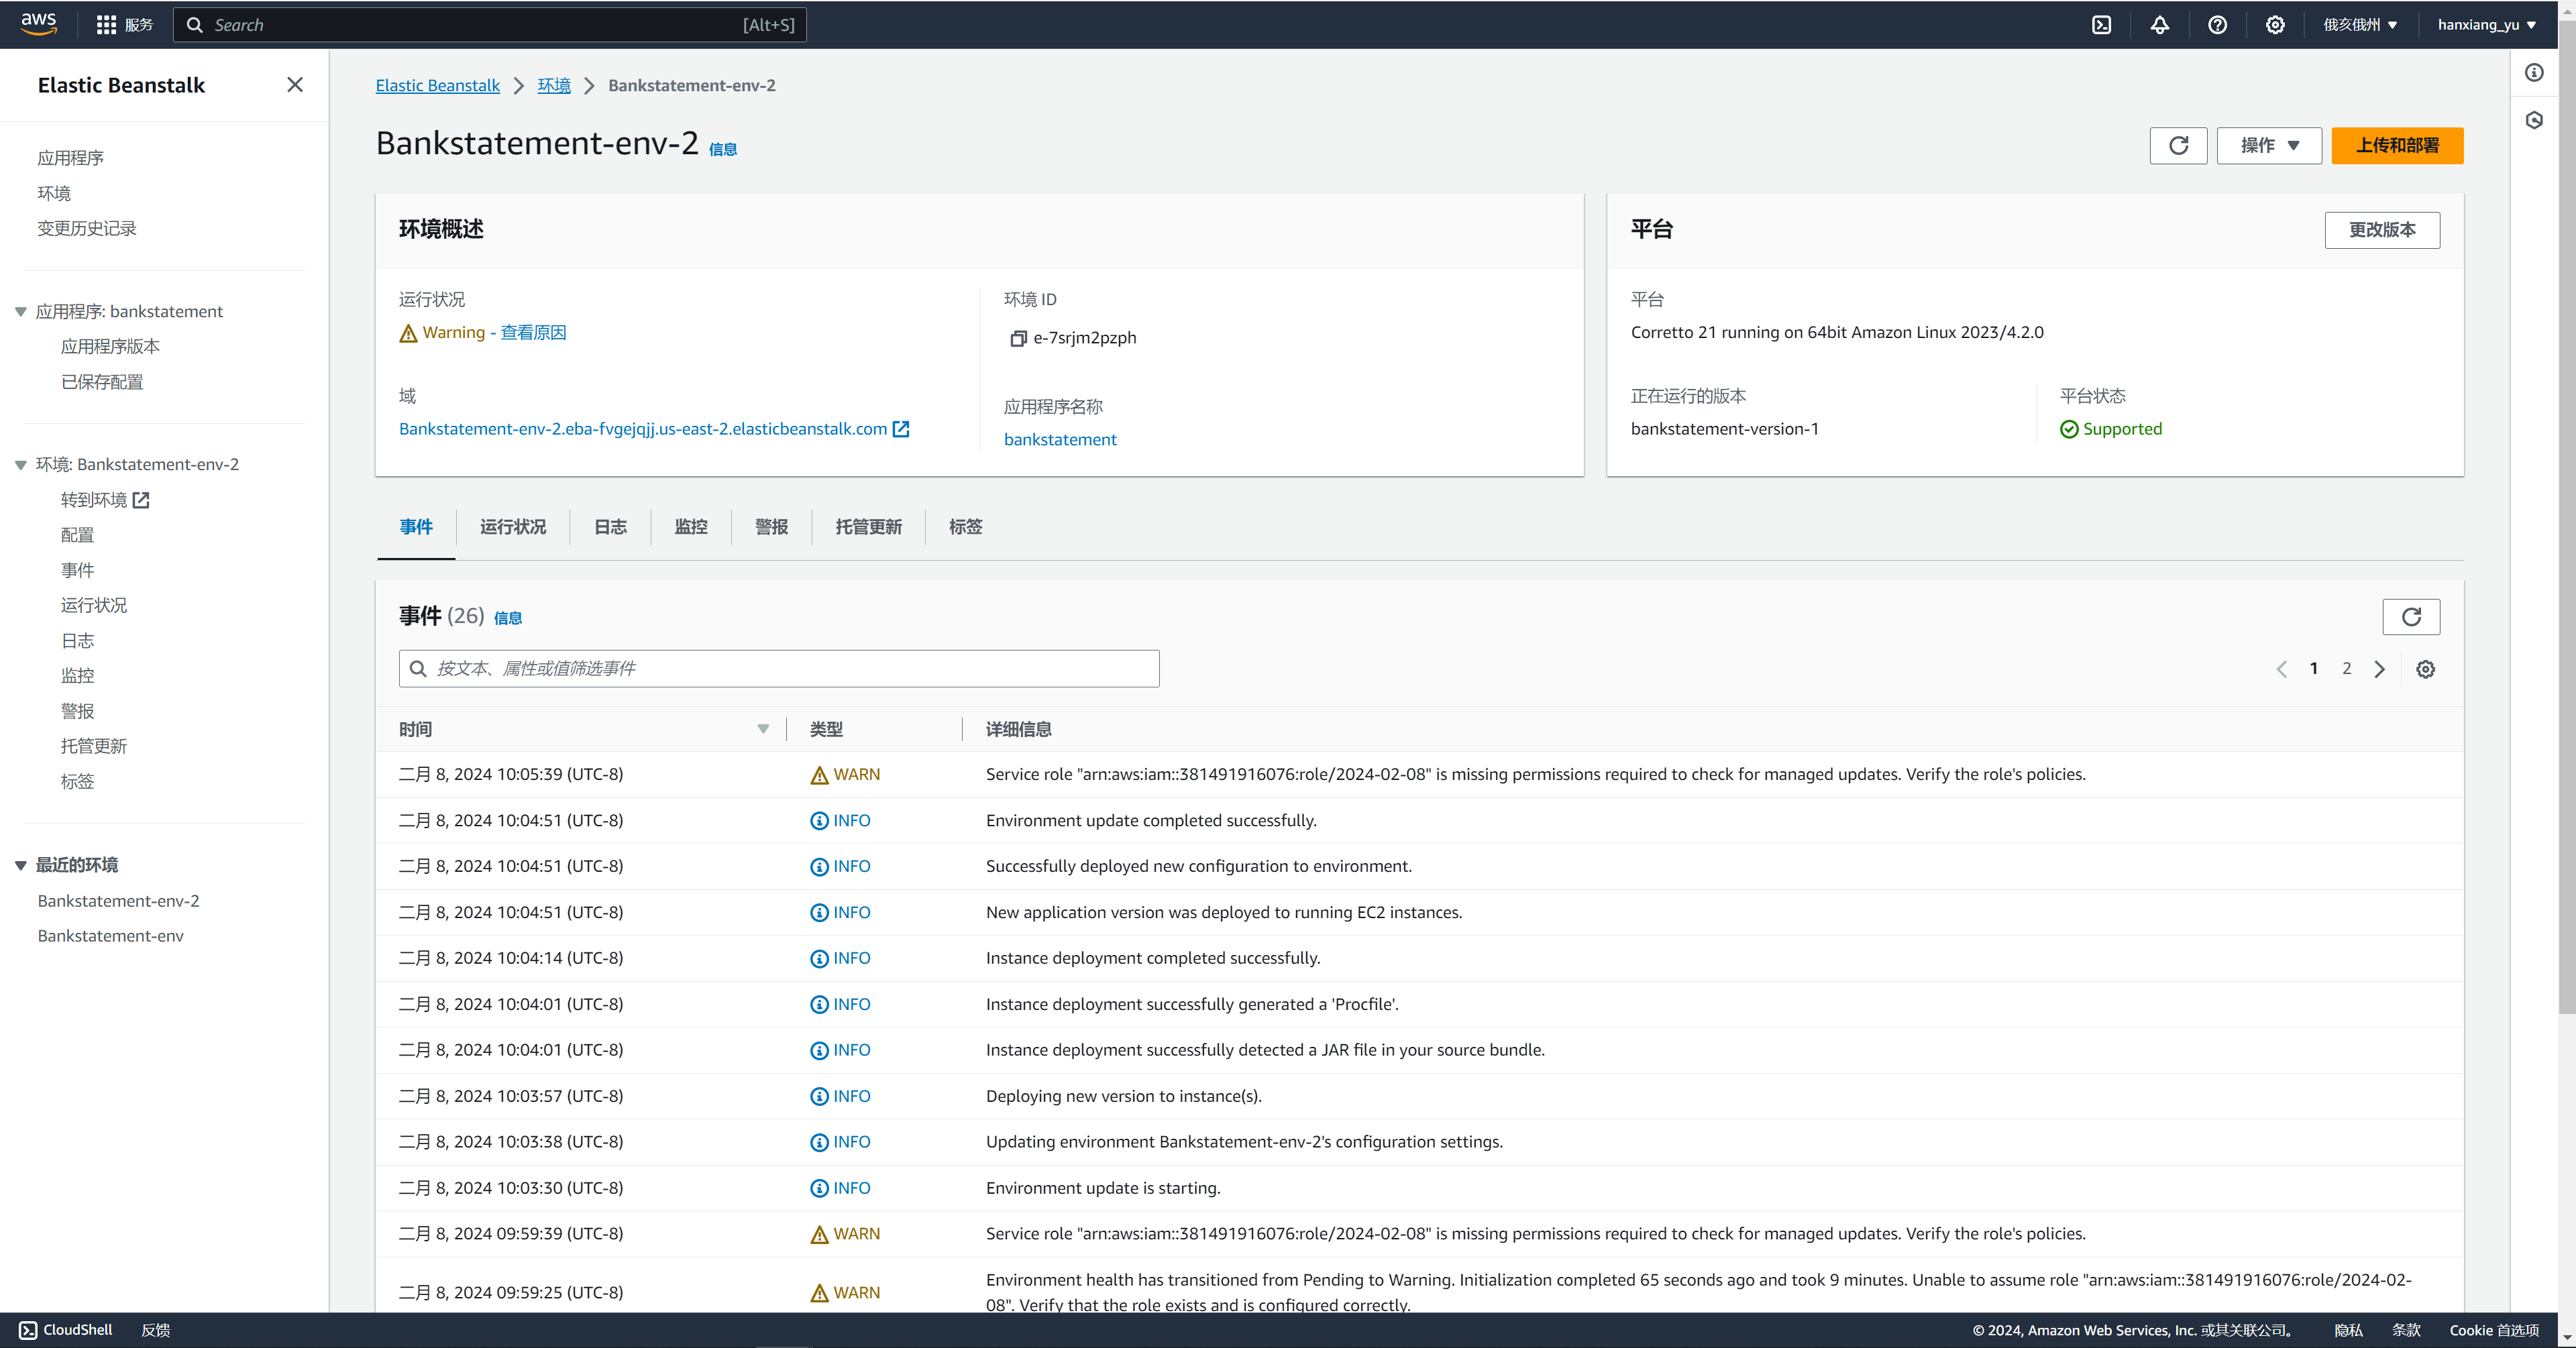 aws
服务
Search
[Alt+S]
俄亥俄州
hanxiang_yu
Elastic Beanstalk
应用程序
环境
变更历史记录
应用程序: bankstatement
应用程序版本
已保存配置
环境: Bankstatement-env-2
转到环境
配置
事件
运行状况
日志
监控
警报
托管更新
标签
最近的环境
Bankstatement-env-2
Bankstatement-env
Elastic Beanstalk > 环境 > Bankstatement-env-2
Bankstatement-env-2 信息
操作
上传和部署
环境概述
运行状况
Warning - 查看原因
域
Bankstatement-env-2.eba-fvgejqjj.us-east-2.elasticbeanstalk.com
环境 ID
e-7srjm2pzph
应用程序名称
bankstatement
平台
更改版本
平台
Corretto 21 running on 64bit Amazon Linux 2023/4.2.0
正在运行的版本
bankstatement-version-1
平台状态
Supported
事件 运行状况 日志 监控 警报 托管更新 标签
事件 (26) 信息
按文本、属性或值筛选事件
1 2
时间 类型 详细信息
二月 8, 2024 10:05:39 (UTC-8) WARN Service role "arn:aws:iam::381491916076:role/2024-02-08" is missing permissions required to check for managed updates. Verify the role's policies.
二月 8, 2024 10:04:51 (UTC-8) INFO Environment update completed successfully.
二月 8, 2024 10:04:51 (UTC-8) INFO Successfully deployed new configuration to environment.
二月 8, 2024 10:04:51 (UTC-8) INFO New application version was deployed to running EC2 instances.
二月 8, 2024 10:04:14 (UTC-8) INFO Instance deployment completed successfully.
二月 8, 2024 10:04:01 (UTC-8) INFO Instance deployment successfully generated a 'Procfile'.
二月 8, 2024 10:04:01 (UTC-8) INFO Instance deployment successfully detected a JAR file in your source bundle.
二月 8, 2024 10:03:57 (UTC-8) INFO Deploying new version to instance(s).
二月 8, 2024 10:03:38 (UTC-8) INFO Updating environment Bankstatement-env-2's configuration settings.
二月 8, 2024 10:03:30 (UTC-8) INFO Environment update is starting.
二月 8, 2024 09:59:39 (UTC-8) WARN Service role "arn:aws:iam::381491916076:role/2024-02-08" is missing permissions required to check for managed updates. Verify the role's policies.
二月 8, 2024 09:59:25 (UTC-8) WARN Environment health has transitioned from Pending to Warning. Initialization completed 65 seconds ago and took 9 minutes. Unable to assume role "arn:aws:iam::381491916076:role/2024-02-
08". Verify that the role exists and is configured correctly.
CloudShell 反馈 © 2024, Amazon Web Services, Inc. 或其关联公司。 隐私 条款 Cookie 首选项